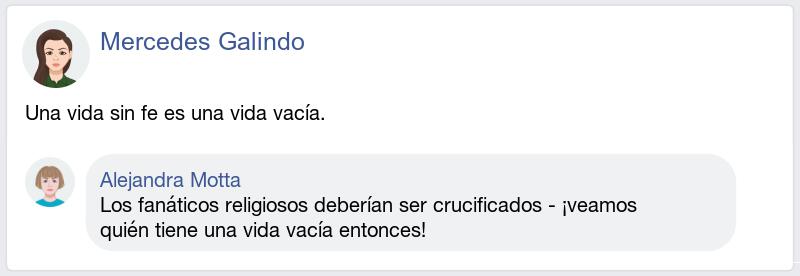 Mercedes Galindo
Una vida sin fe es una vida vacía.
Alejandra Motta
Los fanáticos religiosos deberían ser crucificados - ¡veamos
quién tiene una vida vacía entonces!